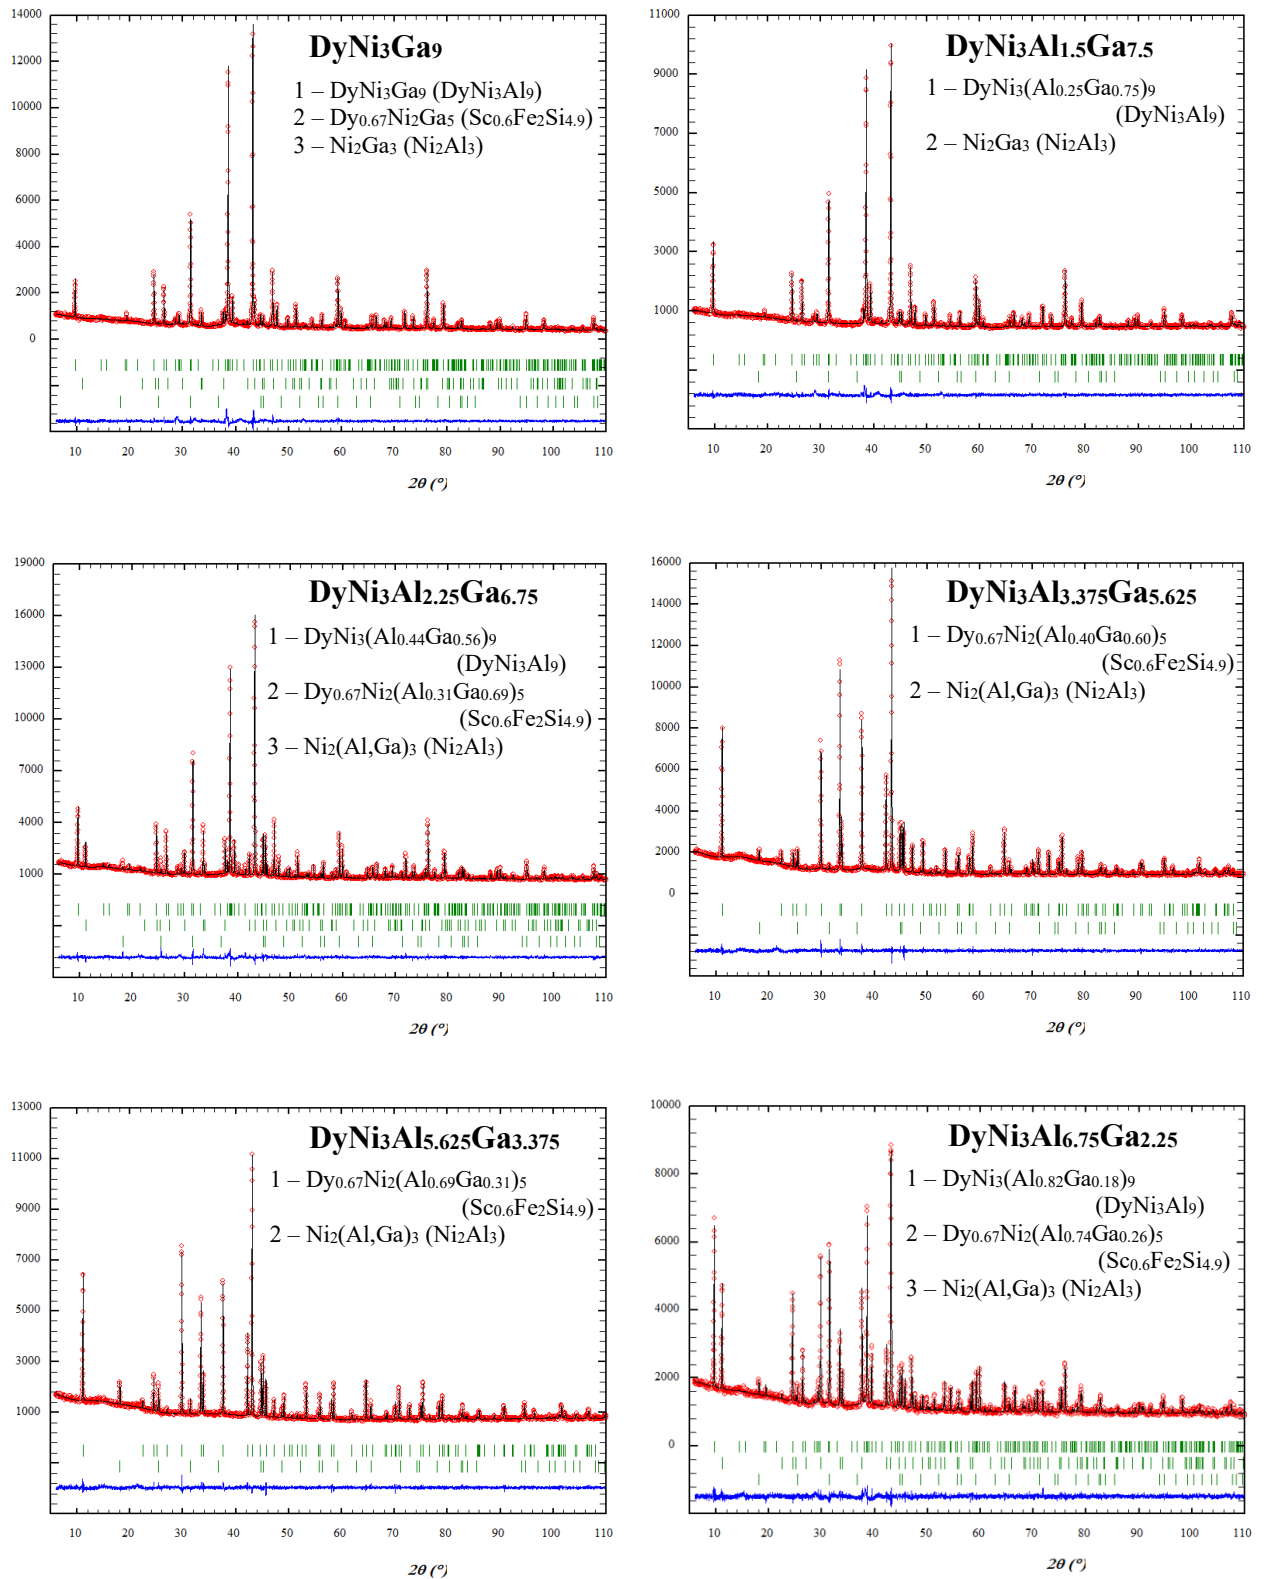 DyNi3Ga9
1 – DyNi3Ga9 (DyNi3Al9)
2 – Dy0.67Ni2Ga5 (Sc0.6Fe2Si4.9)
3 – Ni2Ga3 (Ni2Al3)
14000
12000
10000
8000
6000
4000
2000
0
10 20 30 40 50 60 70 80 90 100 110
2θ (°)
DyNi3Al1.5Ga7.5
1 – DyNi3(Al0.25Ga0.75)9
(DyNi3Al9)
2 – Ni2Ga3 (Ni2Al3)
11000
9000
7000
5000
3000
1000
10 20 30 40 50 60 70 80 90 100 110
2θ (°)
DyNi3Al2.25Ga6.75
1 – DyNi3(Al0.44Ga0.56)9
(DyNi3Al9)
2 – Dy0.67Ni2(Al0.31Ga0.69)5
(Sc0.6Fe2Si4.9)
3 – Ni2(Al,Ga)3 (Ni2Al3)
19000
16000
13000
10000
7000
4000
1000
10 20 30 40 50 60 70 80 90 100 110
2θ (°)
DyNi3Al3.375Ga5.625
1 – Dy0.67Ni2(Al0.40Ga0.60)5
(Sc0.6Fe2Si4.9)
2 – Ni2(Al,Ga)3 (Ni2Al3)
16000
14000
12000
10000
8000
6000
4000
2000
0
10 20 30 40 50 60 70 80 90 100 110
2θ (°)
DyNi3Al5.625Ga3.375
1 – Dy0.67Ni2(Al0.69Ga0.31)5
(Sc0.6Fe2Si4.9)
2 – Ni2(Al,Ga)3 (Ni2Al3)
13000
11000
9000
7000
5000
3000
1000
10 20 30 40 50 60 70 80 90 100 110
2θ (°)
DyNi3Al6.75Ga2.25
1 – DyNi3(Al0.82Ga0.18)9
(DyNi3Al9)
2 – Dy0.67Ni2(Al0.74Ga0.26)5
(Sc0.6Fe2Si4.9)
3 – Ni2(Al,Ga)3 (Ni2Al3)
10000
8000
6000
4000
2000
0
10 20 30 40 50 60 70 80 90 100 110
2θ (°)